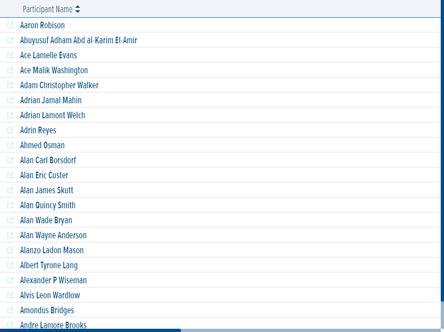 Participant Name
Aaron Robison
Abuyusuf Adham Abd al-Karim El-Amir
Ace Lamelle Evans
Ace Malik Washington
Adam Christopher Walker
Adrian Jamal Mahin
Adrian Lamont Welch
Adrin Reyes
Ahmed Osman
Alan Carl Borsdorf
Alan Eric Custer
Alan James Skutt
Alan Quincy Smith
Alan Wade Bryan
Alan Wayne Anderson
Alanzo Ladon Mason
Albert Tyrone Lang
Alexander P Wiseman
Alvis Leon Wardlow
Amondus Bridges
Andre Lamore Brooks